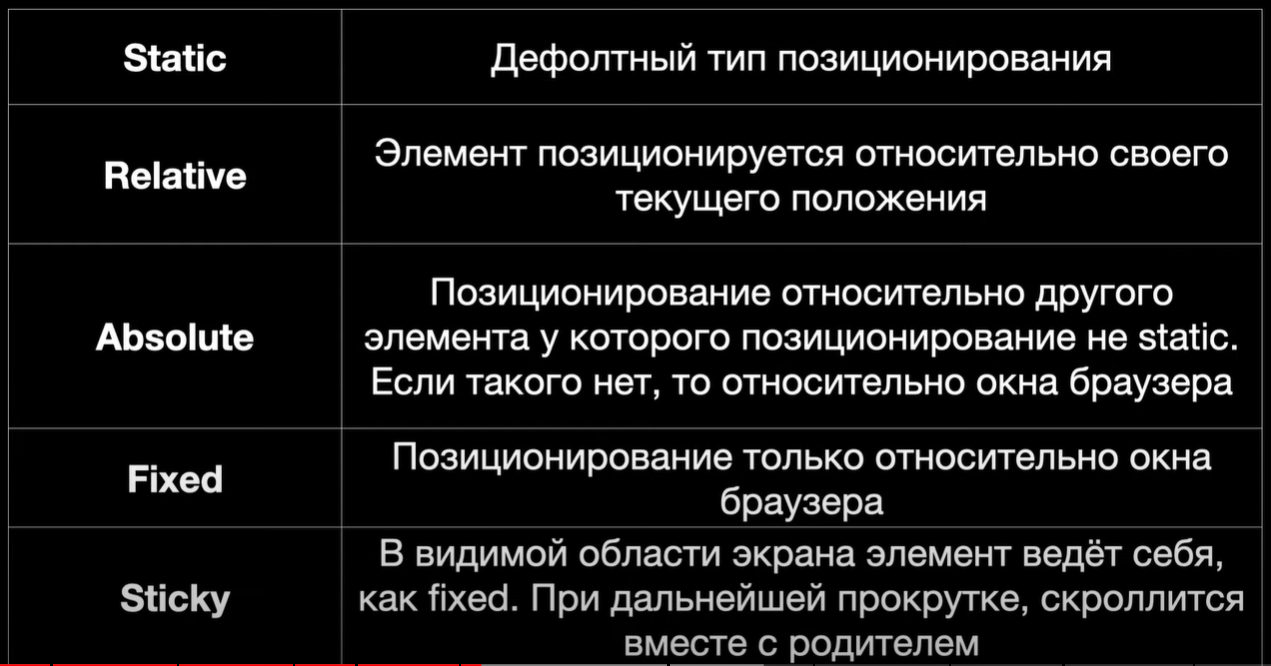 Static
Дефолтный тип позиционирования
Relative
Элемент позиционируется относительно своего
текущего положения
Absolute
Позиционирование относительно другого
элемента у которого позиционирование не static.
Если такого нет, то относительно окна браузера
Fixed
Позиционирование только относительно окна
браузера
Sticky
В видимой области экрана элемент ведёт себя,
как fixed. При дальнейшей прокрутке, скроллится
вместе с родителем